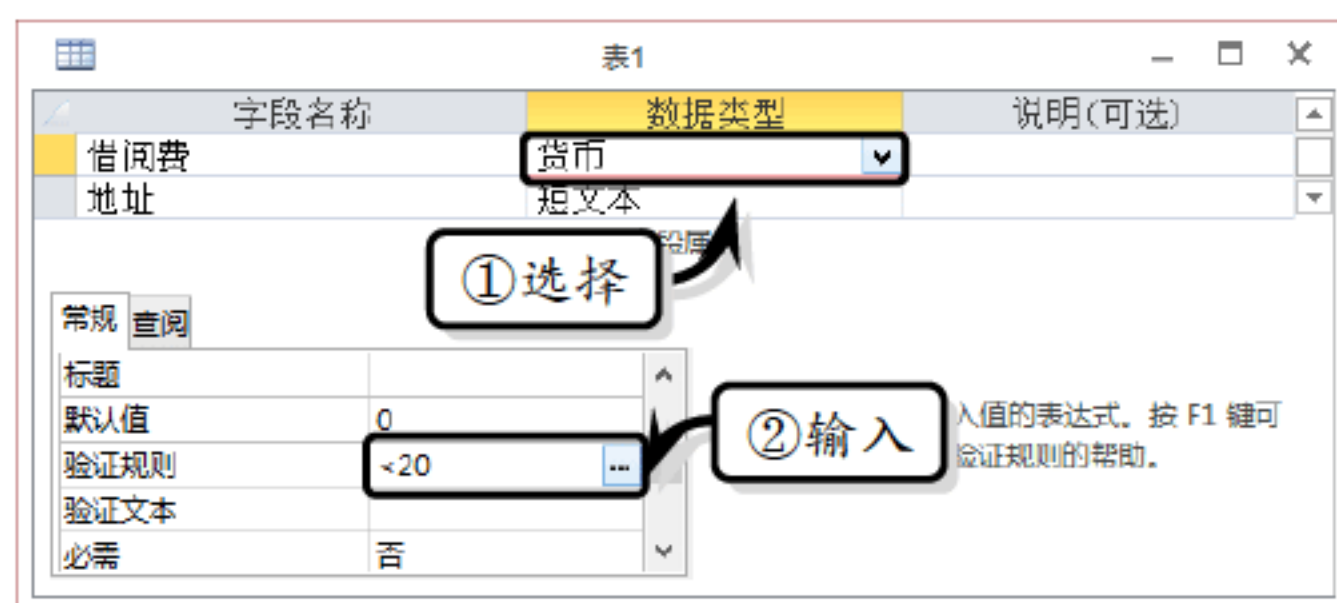 表1
字段名称 数据类型 说明(可选)
借阅费 货币
地址 短文本
段属
①选择
常规 查阅
标题
默认值 0
验证规则 <20
验证文本
必需 否
②输入
入值的表达式。按 F1 键可
验证规则的帮助。